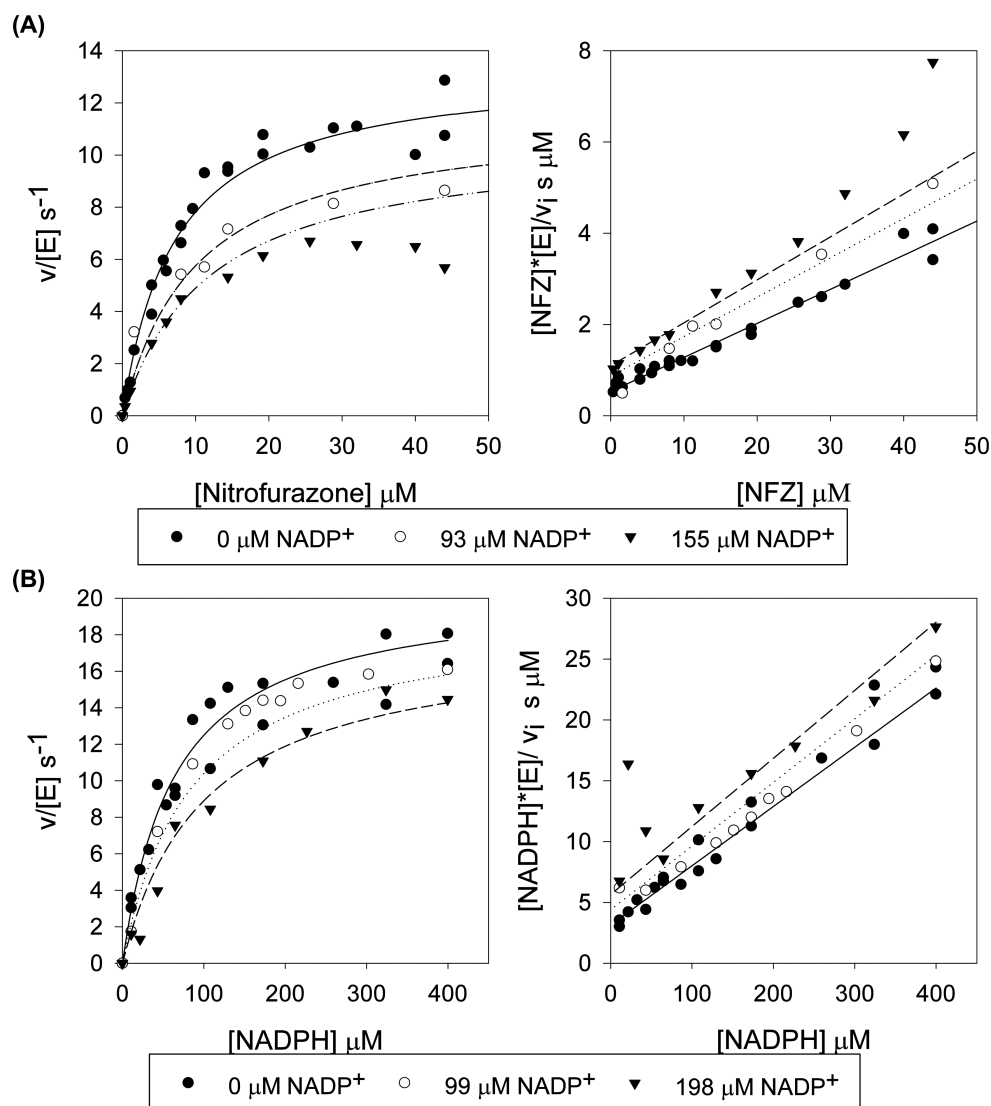 (A)
14
12
10
8
6
4
2
0
v/[E] s⁻¹
0 10 20 30 40 50
[Nitrofurazone] μM
8
6
4
2
0
[NFZ]*[E]/vᵢ s μM
0 10 20 30 40 50
[NFZ] μM
0 μM NADP⁺ 93 μM NADP⁺ 155 μM NADP⁺
(B)
20
18
16
14
12
10
8
6
4
2
0
v/[E] s⁻¹
0 100 200 300 400
[NADPH] μM
30
25
20
15
10
5
0
[NADPH]*[E]/ vᵢ s μM
0 100 200 300 400
[NADPH] μM
0 μM NADP⁺ 99 μM NADP⁺ 198 μM NADP⁺